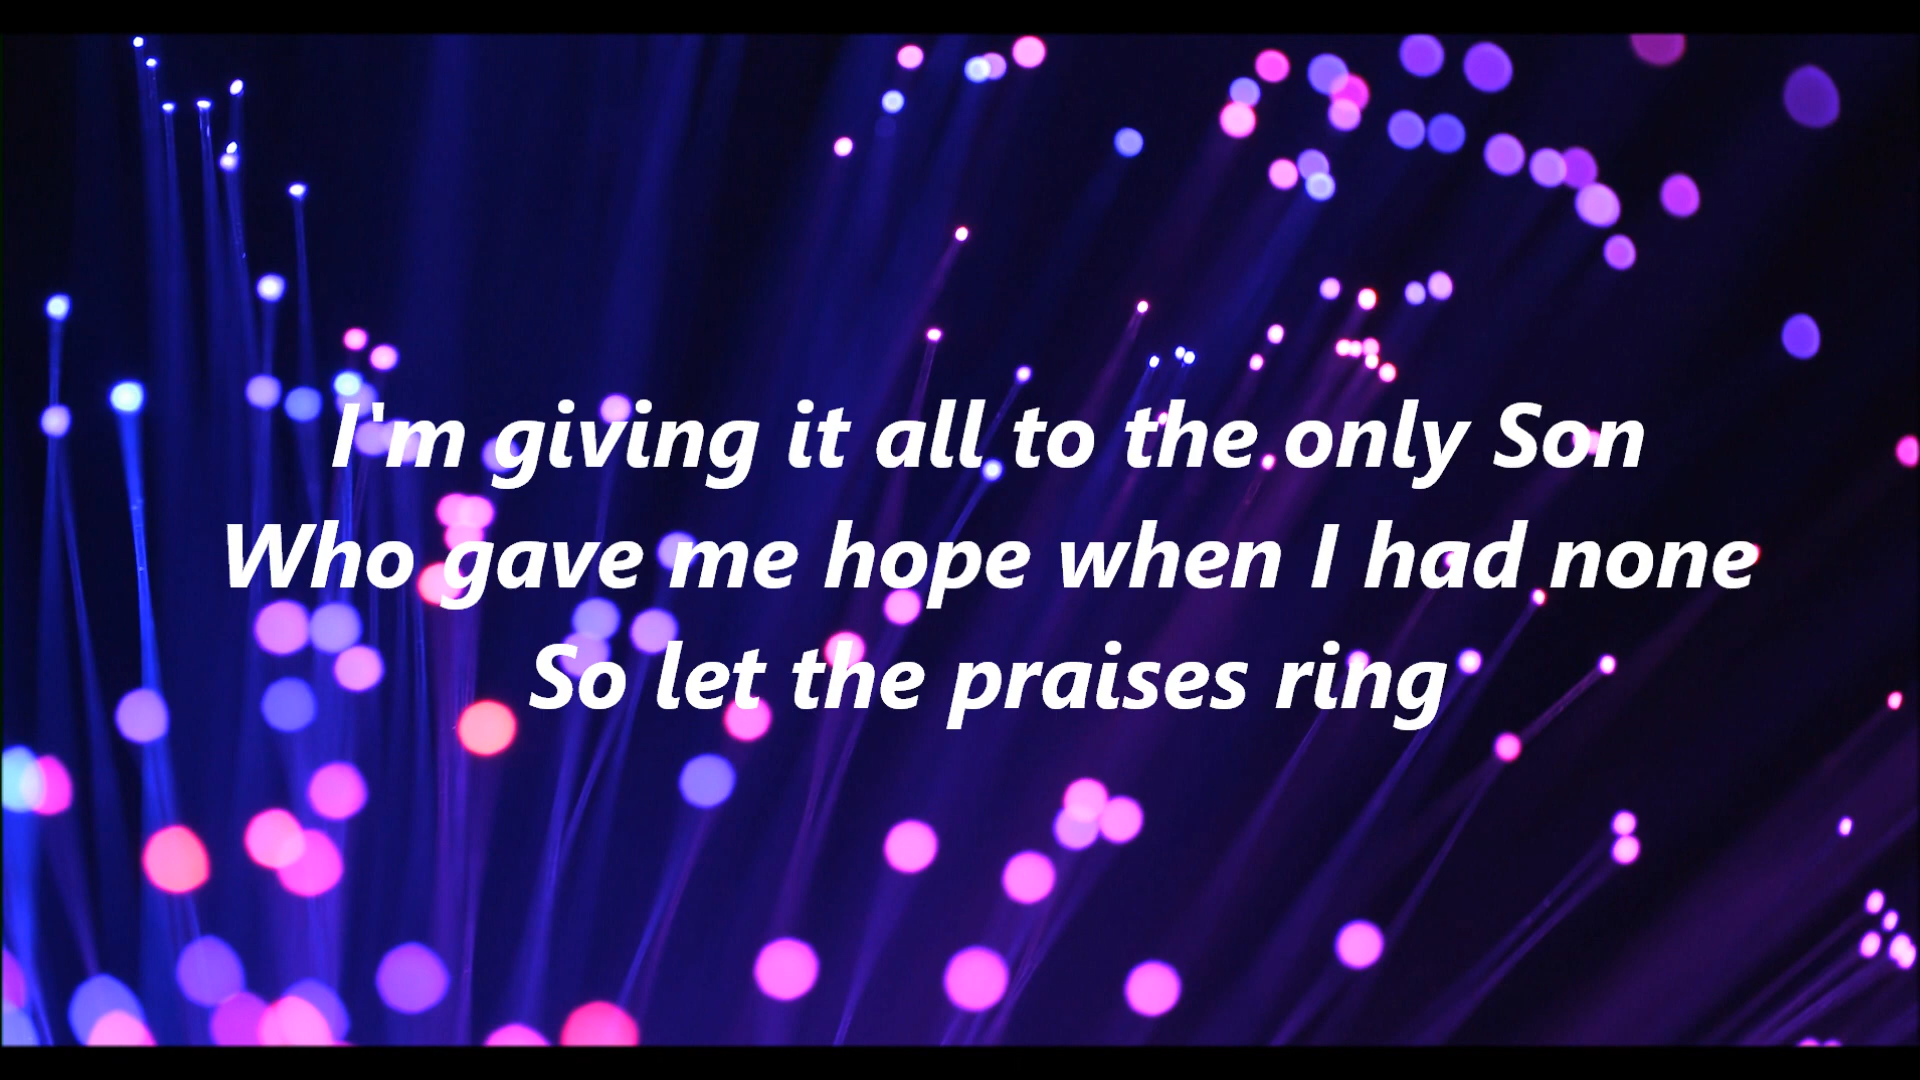 I'm giving it all to the only Son
Who gave me hope when I had none
So let the praises ring